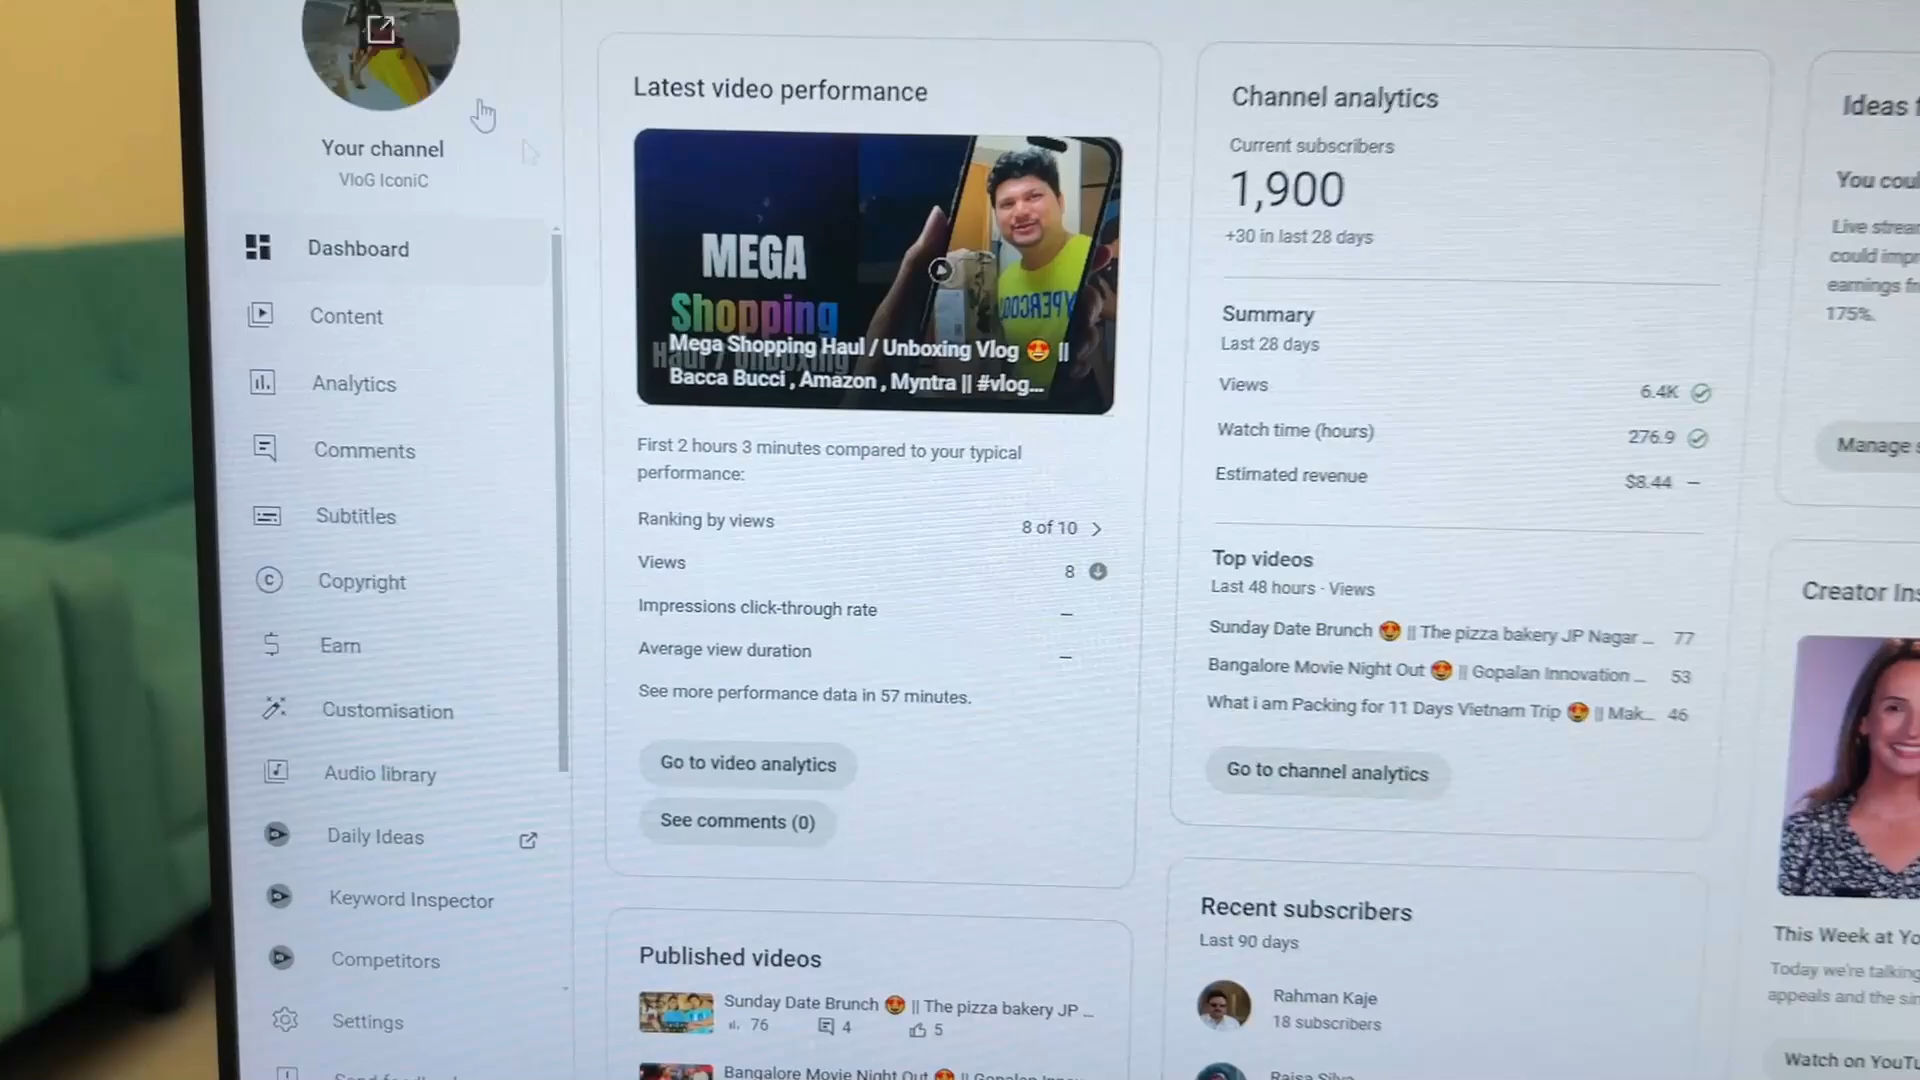 Your channel
VloG IconiC
Dashboard
Content
Analytics
Comments
Subtitles
Copyright
Earn
Customisation
Audio library
Daily Ideas
Keyword Inspector
Competitors
Settings
Latest video performance
MEGA
Shopping
Mega Shopping Haul / Unboxing Vlog 😍 ||
Bacca Bucci , Amazon , Myntra || #vlog...
First 2 hours 3 minutes compared to your typical
performance:
Ranking by views 8 of 10
Views 8
Impressions click-through rate —
Average view duration —
See more performance data in 57 minutes.
Go to video analytics
See comments (0)
Published videos
Sunday Date Brunch 😍 || The pizza bakery JP ...
76 4 5
Bangalore Movie Night Out 😍 ||
Channel analytics
Current subscribers
1,900
+30 in last 28 days
Summary
Last 28 days
Views 6.4K
Watch time (hours) 276.9
Estimated revenue $8.44 —
Top videos
Last 48 hours · Views
Sunday Date Brunch 😍 || The pizza bakery JP Nagar ... 77
Bangalore Movie Night Out 😍 || Gopalan Innovation ... 53
What i am Packing for 11 Days Vietnam Trip 😍 || Mak... 46
Go to channel analytics
Recent subscribers
Last 90 days
Rahman Kaje
18 subscribers
Raisa Silva
Ideas
You coul
Live strea
could impr
earnings fr
175%.
Manage
Creator Ins
This Week at Yo
Today we're talking
appeals and the sin
Watch on YouTu